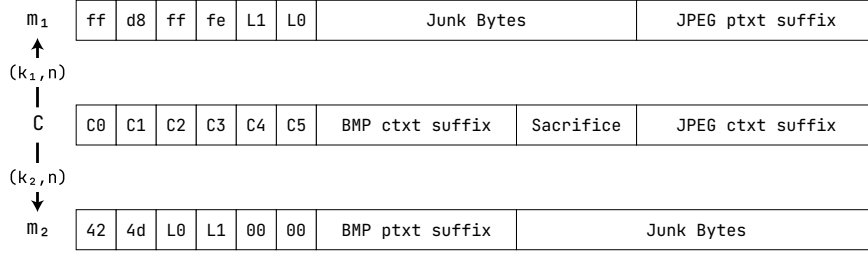 m₁ ff d8 ff fe L1 L0 Junk Bytes JPEG ptxt suffix
(k₁,n)
C C0 C1 C2 C3 C4 C5 BMP ctxt suffix Sacrifice JPEG ctxt suffix
(k₂,n)
m₂ 42 4d L0 L1 00 00 BMP ptxt suffix Junk Bytes